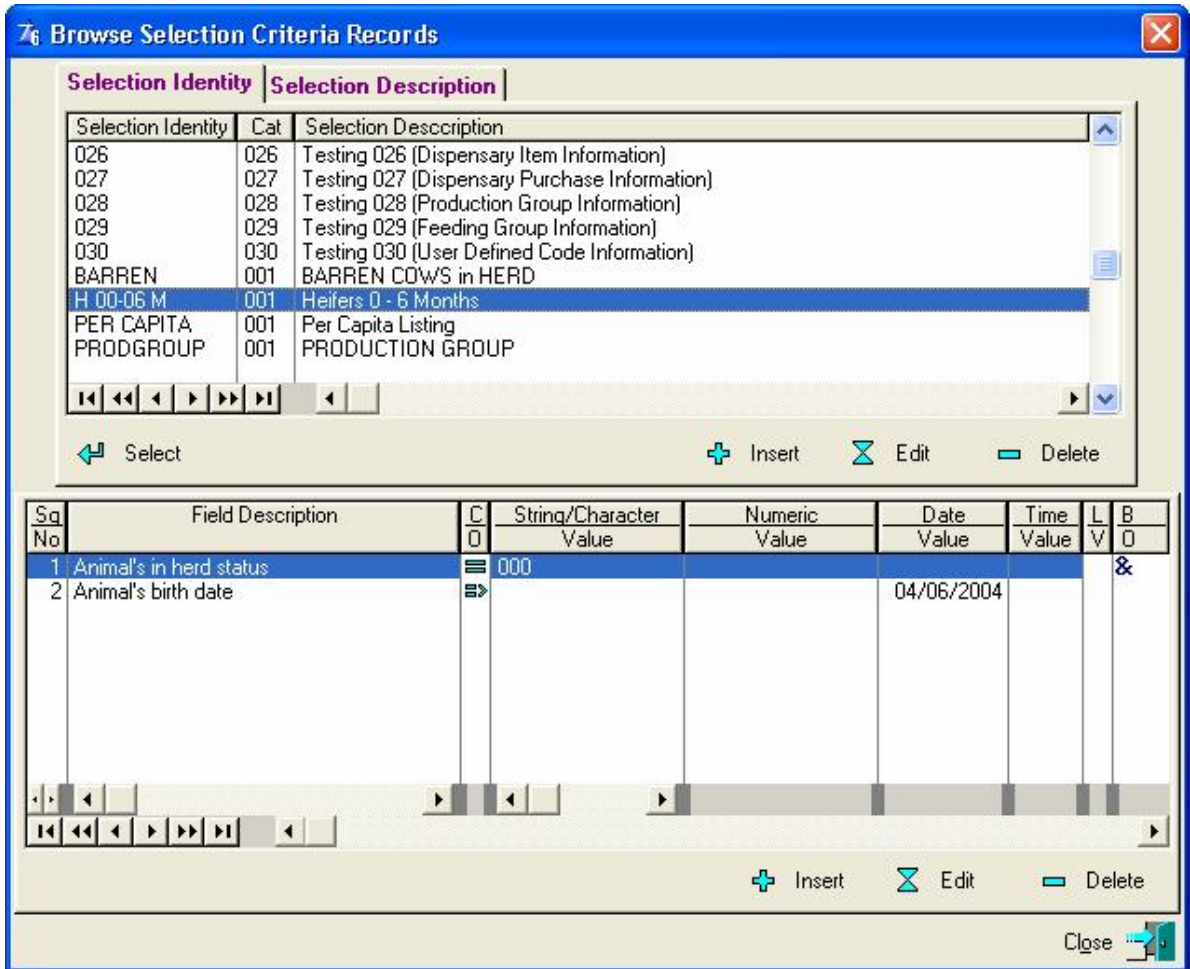 Browse Selection Criteria Records
Selection Identity Selection Description
Selection Identity Cat Selection Desccription
026 026 Testing 026 (Dispensary Item Information)
027 027 Testing 027 (Dispensary Purchase Information)
028 028 Testing 028 (Production Group Information)
029 029 Testing 029 (Feeding Group Information)
030 030 Testing 030 (User Defined Code Information)
BARREN 001 BARREN COWS in HERD
H 00-06 M 001 Heifers 0 - 6 Months
PER CAPITA 001 Per Capita Listing
PRODGROUP 001 PRODUCTION GROUP
Select Insert Edit Delete
Sq Field Description C String/Character Numeric Date Time L B
No O Value Value Value Value V O
1 Animal's in herd status = 000 &
2 Animal's birth date => 04/06/2004
Insert Edit Delete
Close